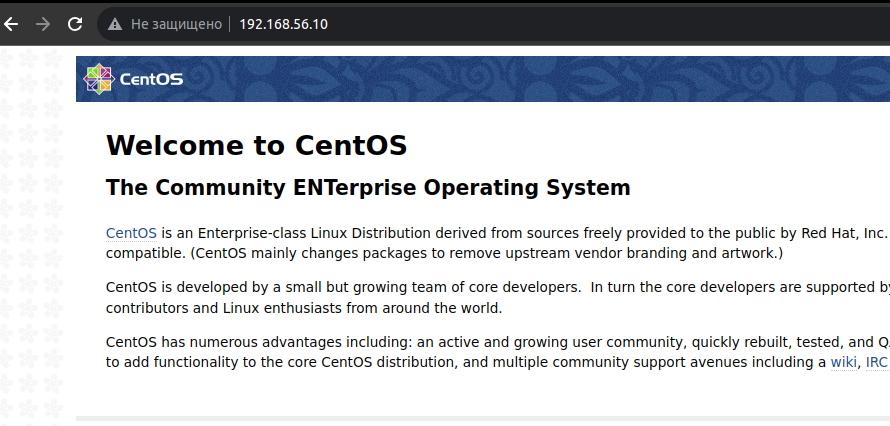 Не защищено 192.168.56.10
CentOS
Welcome to CentOS
The Community ENTerprise Operating System
CentOS is an Enterprise-class Linux Distribution derived from sources freely provided to the public by Red Hat, Inc.
compatible. (CentOS mainly changes packages to remove upstream vendor branding and artwork.)
CentOS is developed by a small but growing team of core developers. In turn the core developers are supported by
contributors and Linux enthusiasts from around the world.
CentOS has numerous advantages including: an active and growing user community, quickly rebuilt, tested, and
to add functionality to the core CentOS distribution, and multiple community support avenues including a wiki, IRC